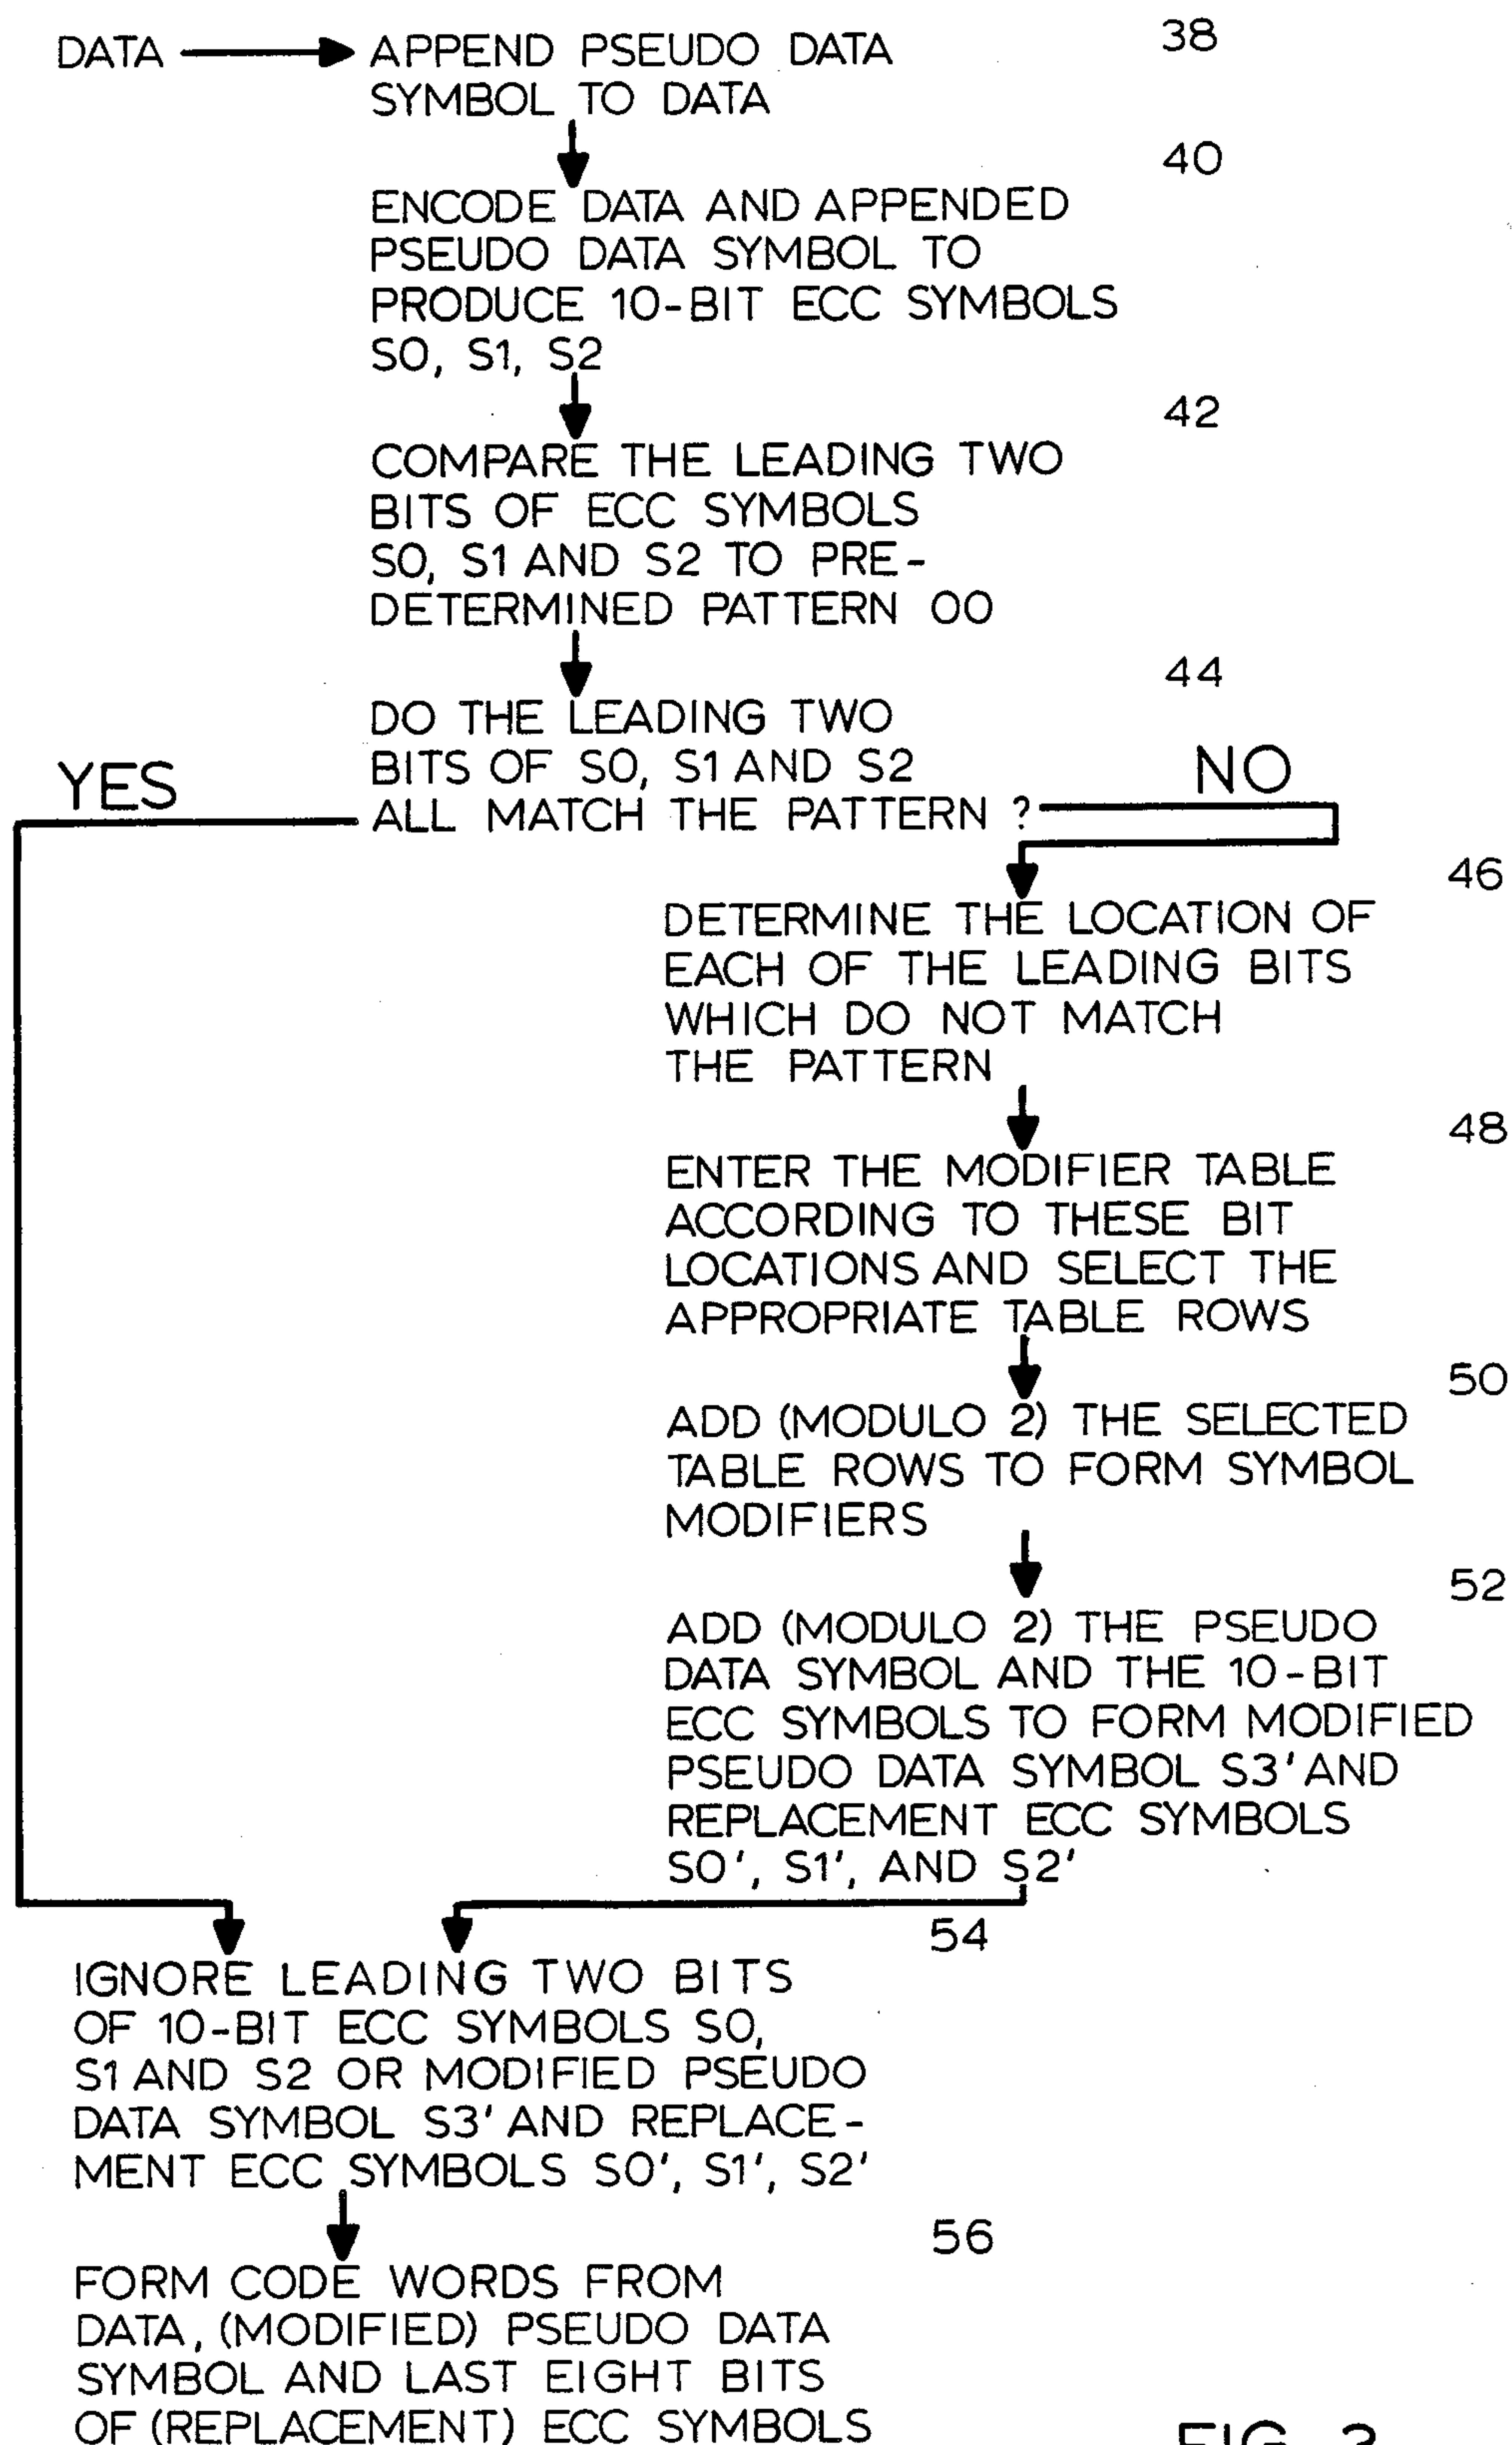 DATA APPEND PSEUDO DATA 38
SYMBOL TO DATA
40
ENCODE DATA AND APPENDED
PSEUDO DATA SYMBOL TO
PRODUCE 10-BIT ECC SYMBOLS
S0, S1, S2
42
COMPARE THE LEADING TWO
BITS OF ECC SYMBOLS
S0, S1 AND S2 TO PRE-
DETERMINED PATTERN 00
44
DO THE LEADING TWO
BITS OF S0, S1 AND S2
YES NO
ALL MATCH THE PATTERN ?
46
DETERMINE THE LOCATION OF
EACH OF THE LEADING BITS
WHICH DO NOT MATCH
THE PATTERN
48
ENTER THE MODIFIER TABLE
ACCORDING TO THESE BIT
LOCATIONS AND SELECT THE
APPROPRIATE TABLE ROWS
50
ADD (MODULO 2) THE SELECTED
TABLE ROWS TO FORM SYMBOL
MODIFIERS
52
ADD (MODULO 2) THE PSEUDO
DATA SYMBOL AND THE 10-BIT
ECC SYMBOLS TO FORM MODIFIED
PSEUDO DATA SYMBOL S3' AND
REPLACEMENT ECC SYMBOLS
S0', S1', AND S2'
54
IGNORE LEADING TWO BITS
OF 10-BIT ECC SYMBOLS S0,
S1 AND S2 OR MODIFIED PSEUDO
DATA SYMBOL S3' AND REPLACE-
MENT ECC SYMBOLS S0', S1', S2'
56
FORM CODE WORDS FROM
DATA, (MODIFIED) PSEUDO DATA
SYMBOL AND LAST EIGHT BITS
OF (REPLACEMENT) ECC SYMBOLS
FIG.